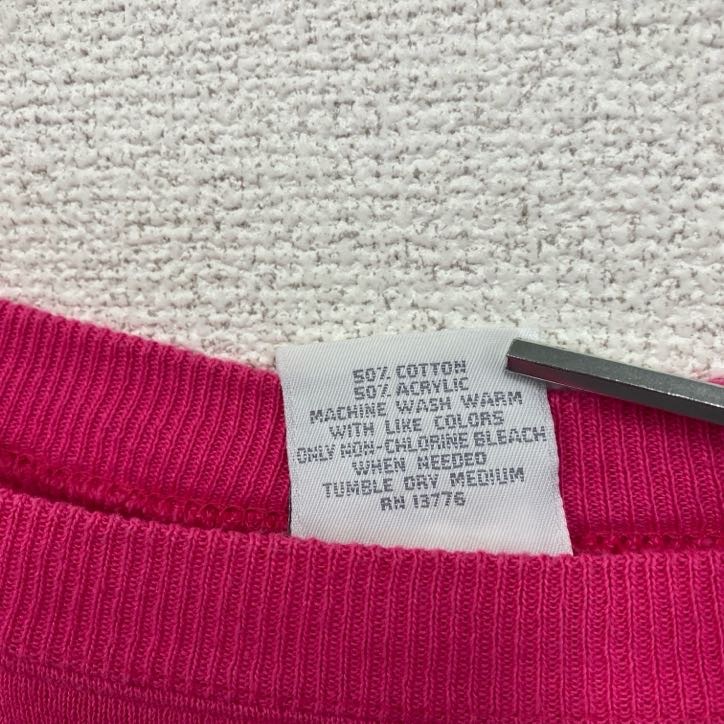 50% COTTON
50% ACRYLIC
MACHINE WASH WARM
WITH LIKE COLORS
ONLY NON-CHLORINE BLEACH
WHEN NEEDED
TUMBLE DRY MEDIUM
RN 13776